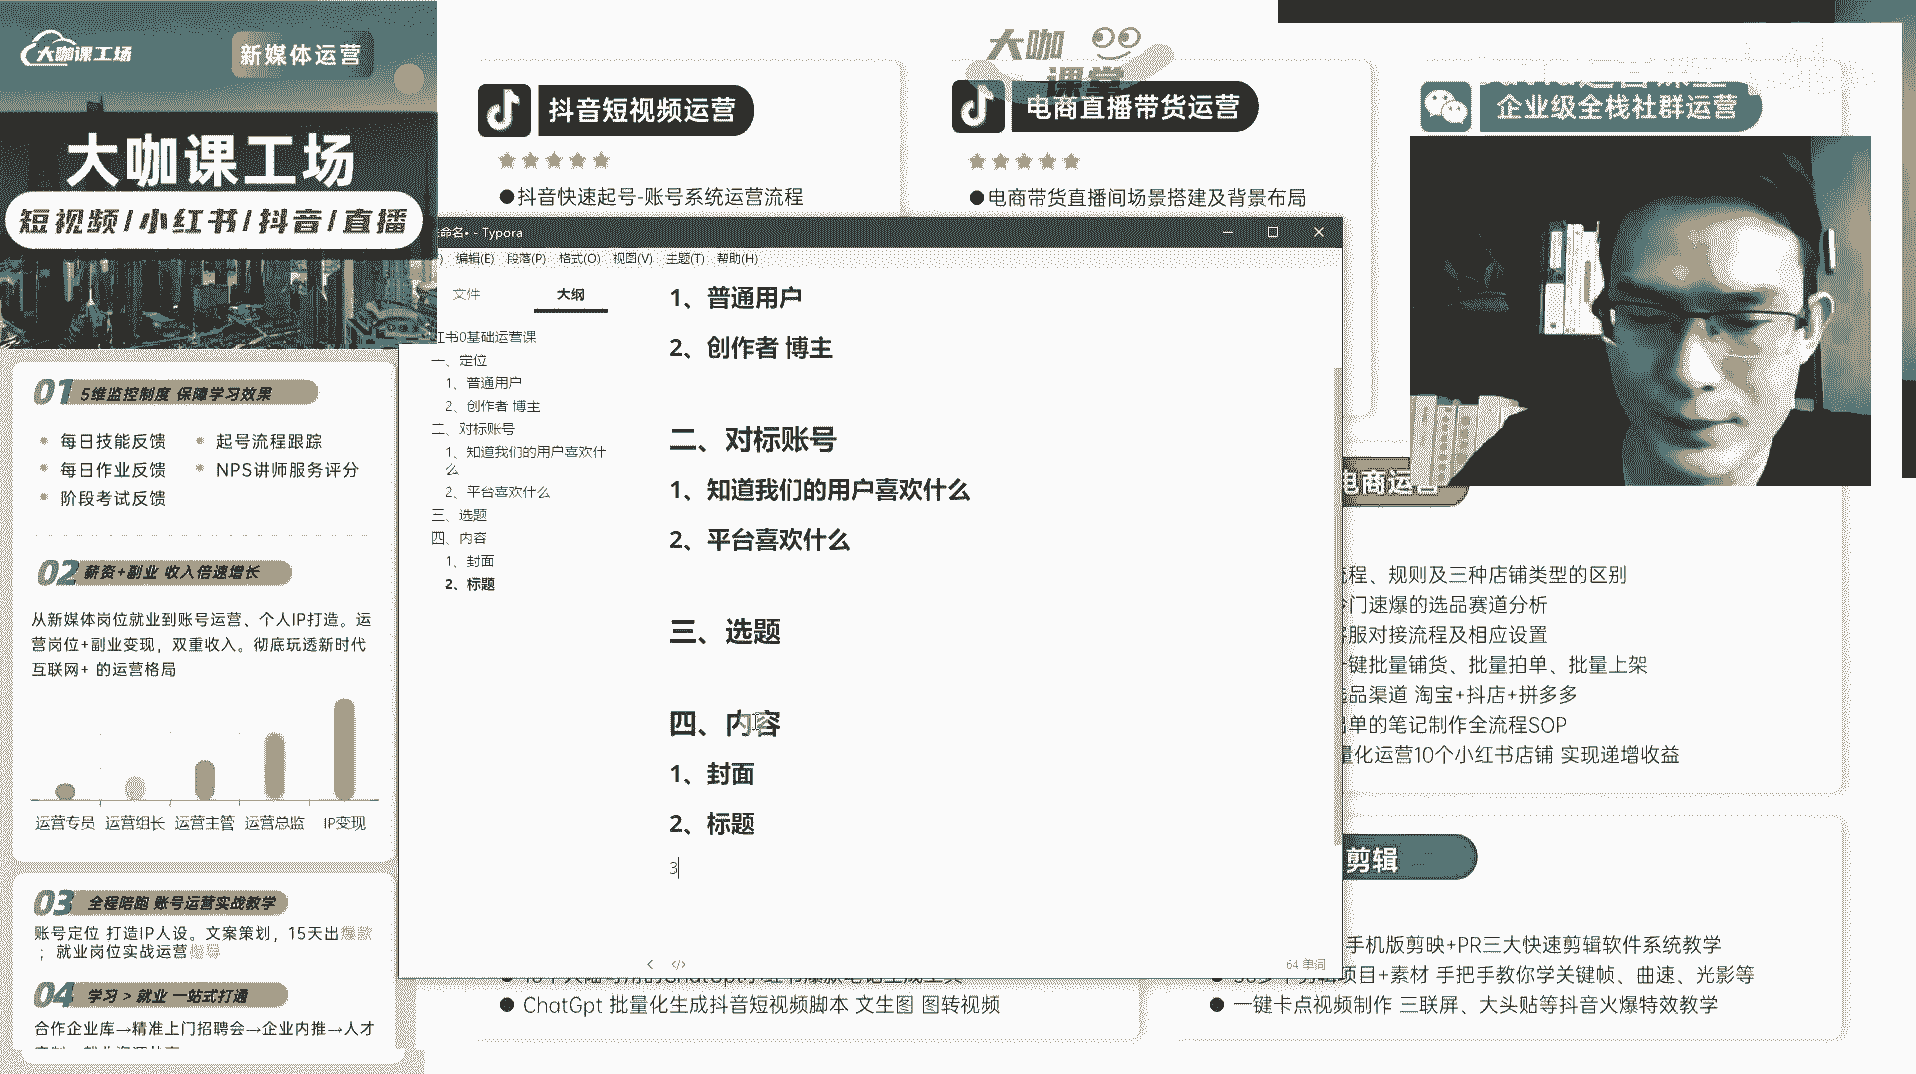 大咖课工场
新媒体运营
大咖课工场
短视频/小红书/抖音/直播
01 5维监控制度 保障学习效果
每日技能反馈
起号流程跟踪
每日作业反馈
NPS讲师服务评分
阶段考试反馈
02 薪资+副业 收入倍速增长
从新媒体岗位就业到账号运营、个人IP打造。运
营岗位+副业变现，双重收入。彻底玩透新时代
互联网+ 的运营格局
运营专员 运营组长 运营主管 运营总监 IP变现
03 全程陪跑 账号运营实战教学
账号定位 打造IP人设。文案策划，15天出爆款
；就业岗位实战运营指导
04 学习 > 就业 一站式打通
合作企业库→精准上门招聘会→企业内推→人才
抖音短视频运营
●抖音快速起号-账号系统运营流程
大咖
课堂
电商直播带货运营
●电商带货直播间场景搭建及背景布局
企业级全栈社群运营
命名• - Typora
编辑(E) 段落(P) 格式(O) 视图(V) 主题(T) 帮助(H)
文件
大纲
红书0基础运营课
一、定位
1、普通用户
2、创作者 博主
二、对标账号
1、知道我们的用户喜欢什
么
2、平台喜欢什么
三、选题
四、内容
1、封面
2、标题
1、普通用户
2、创作者 博主
二、对标账号
1、知道我们的用户喜欢什么
2、平台喜欢什么
三、选题
四、内容
1、封面
2、标题
3
64 单词
电商运营
流程、规则及三种店铺类型的区别
门速爆的选品赛道分析
客服对接流程及相应设置
键批量铺货、批量拍单、批量上架
选品渠道 淘宝+抖店+拼多多
出单的笔记制作全流程SOP
量化运营10个小红书店铺 实现递增收益
剪辑
手机版剪映+PR三大快速剪辑软件系统教学
项目+素材 手把手教你学关键帧、曲速、光影等
● 一键卡点视频制作 三联屏、大头贴等抖音火爆特效教学
● ChatGpt 批量化生成抖音短视频脚本 文生图 图转视频